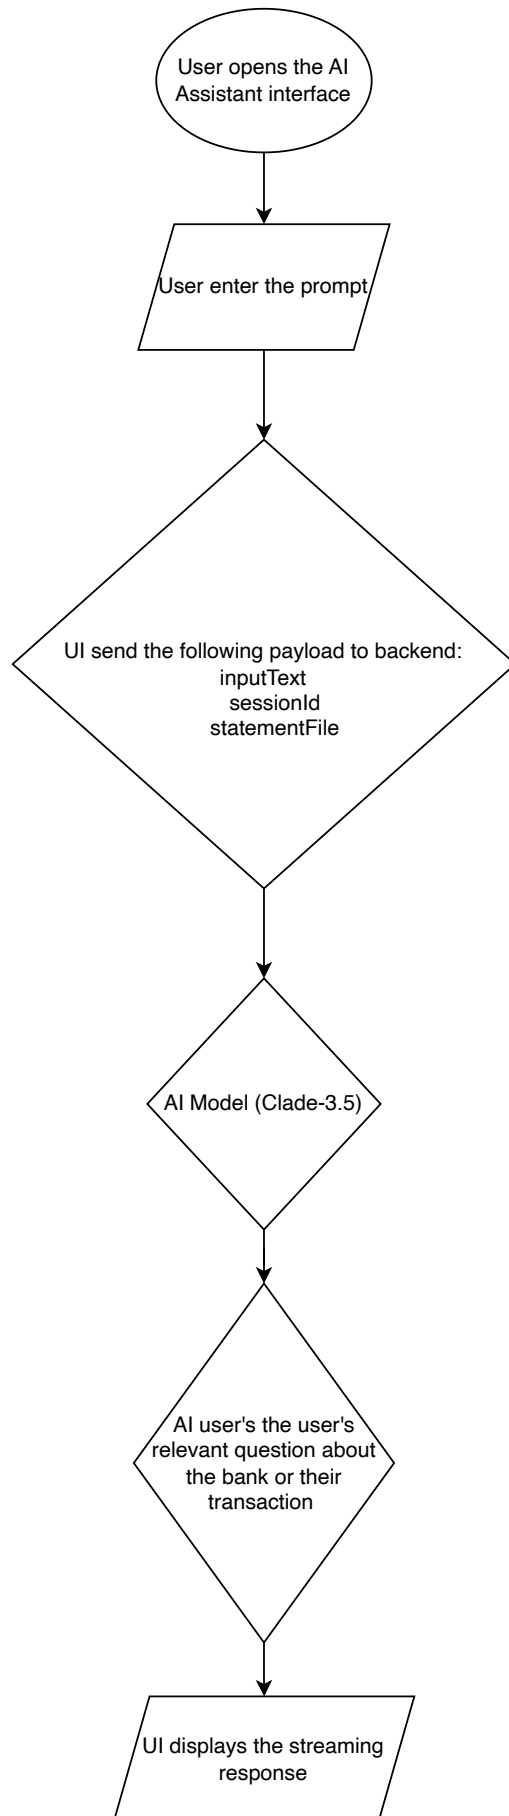 User opens the AI
Assistant interface
User enter the prompt
UI send the following payload to backend:
inputText
sessionId
statementFile
AI Model (Clade-3.5)
AI user's the user's
relevant question about
the bank or their
transaction
UI displays the streaming
response